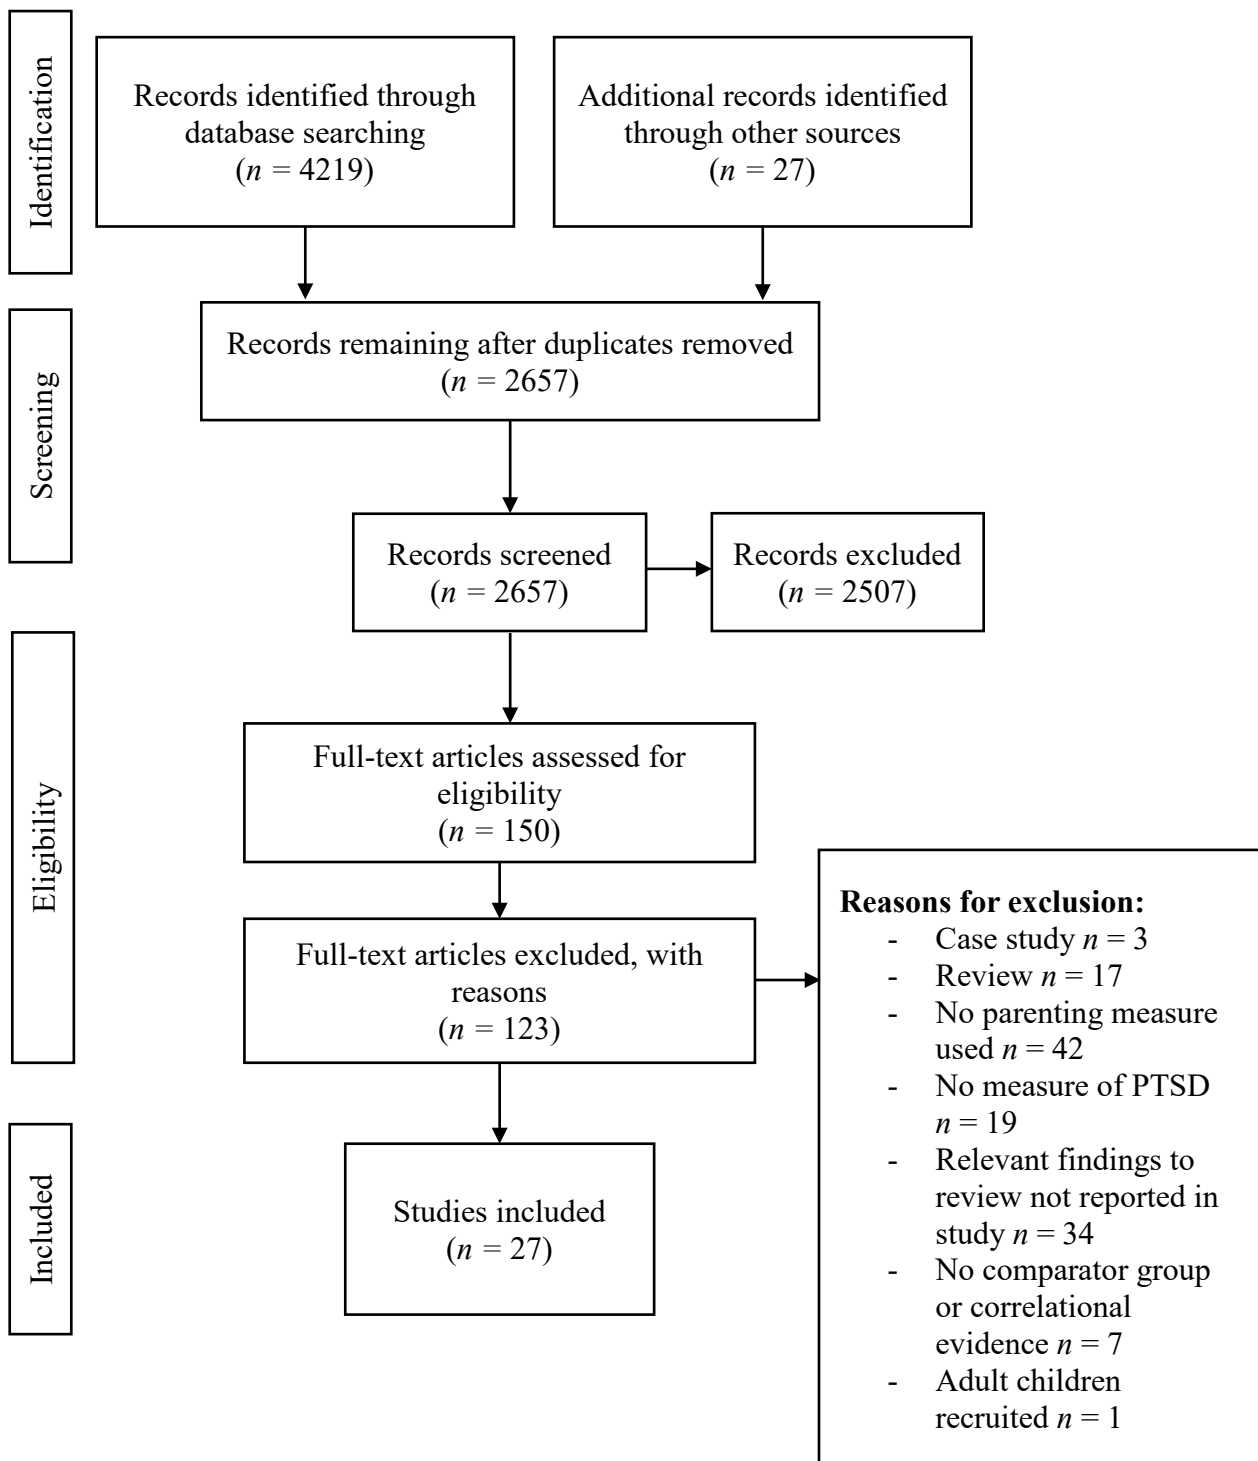 Identification
Records identified through
database searching
(n = 4219)
Additional records identified
through other sources
(n = 27)
Screening
Records remaining after duplicates removed
(n = 2657)
Records screened
(n = 2657)
Records excluded
(n = 2507)
Eligibility
Full-text articles assessed for
eligibility
(n = 150)
Full-text articles excluded, with
reasons
(n = 123)
Reasons for exclusion:
- Case study n = 3
- Review n = 17
- No parenting measure
used n = 42
- No measure of PTSD
n = 19
- Relevant findings to
review not reported in
study n = 34
- No comparator group
or correlational
evidence n = 7
- Adult children
recruited n = 1
Included
Studies included
(n = 27)